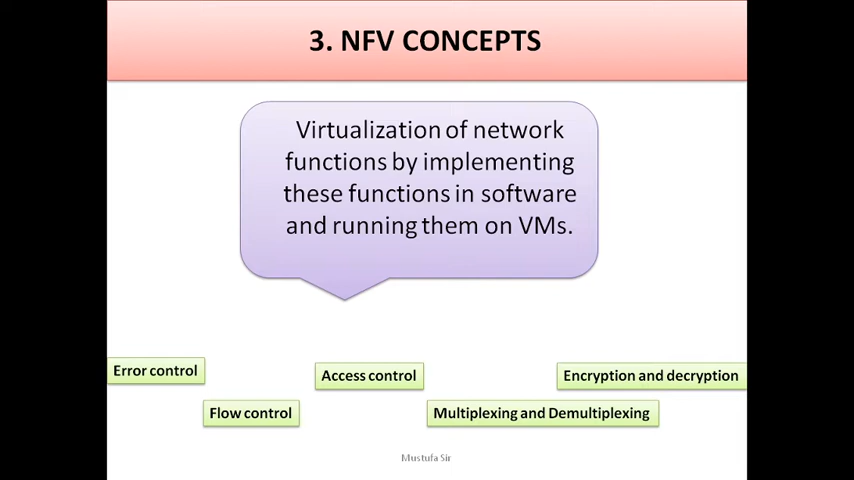 3. NFV CONCEPTS
Virtualization of network
functions by implementing
these functions in software
and running them on VMs.
Error control
Access control
Encryption and decryption
Flow control
Multiplexing and Demultiplexing
Mustufa Sir